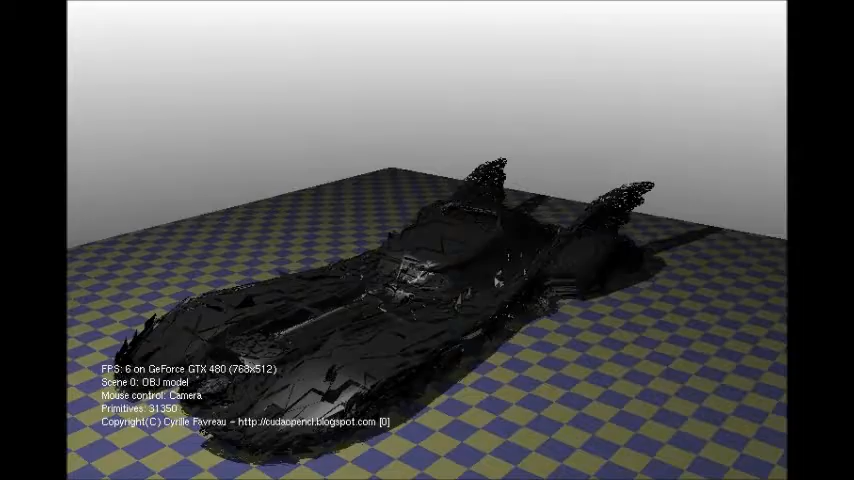 FPS: 6 on GeForce GTX 480 (768x512)
Scene 0: OBJ model
Mouse control: Camera
Primitives: 31350
Copyright(C) Cyrille Favreau - http://cudaopencl.blogspot.com [0]